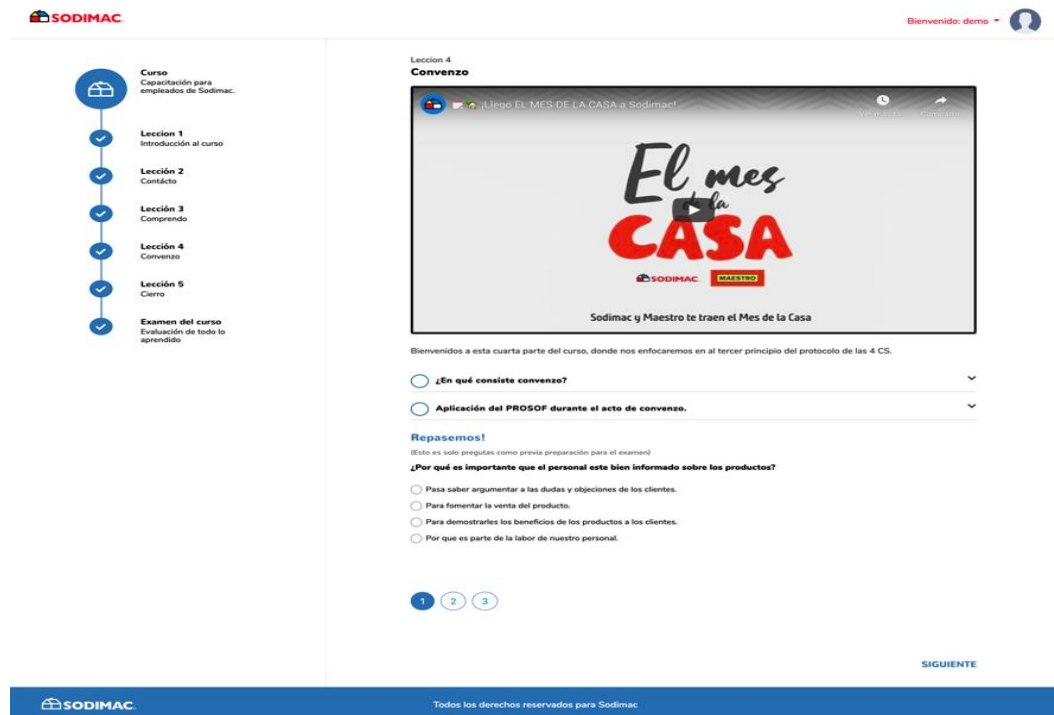 SODIMAC
Bienvenido: demo
Curso
Capacitación para
empleados de Sodimac.
Leccion 1
Introducción al curso
Lección 2
Contácto
Lección 3
Comprendo
Lección 4
Convenzo
Lección 5
Cierro
Examen del curso
Evaluación de todo lo
aprendido
Leccion 4
Convenzo
¡Llegó EL MES DE LA CASA a Sodimac!
El mes
de la
CASA
SODIMAC MAESTRO
Sodimac y Maestro te traen el Mes de la Casa
Bienvenidos a esta cuarta parte del curso, donde nos enfocaremos en al tercer principio del protocolo de las 4 CS.
¿En qué consiste convenzo?
Aplicación del PROSOF durante el acto de convenzo.
Repasemos!
(Esto es solo pregutas como previa preparación para el examen)
¿Por qué es importante que el personal este bien informado sobre los productos?
Pasa saber argumentar a las dudas y objeciones de los clientes.
Para fomentar la venta del producto.
Para demostrarles los beneficios de los productos a los clientes.
Por que es parte de la labor de nuestro personal.
1 2 3
SIGUIENTE
SODIMAC
Todos los derechos reservados para Sodimac